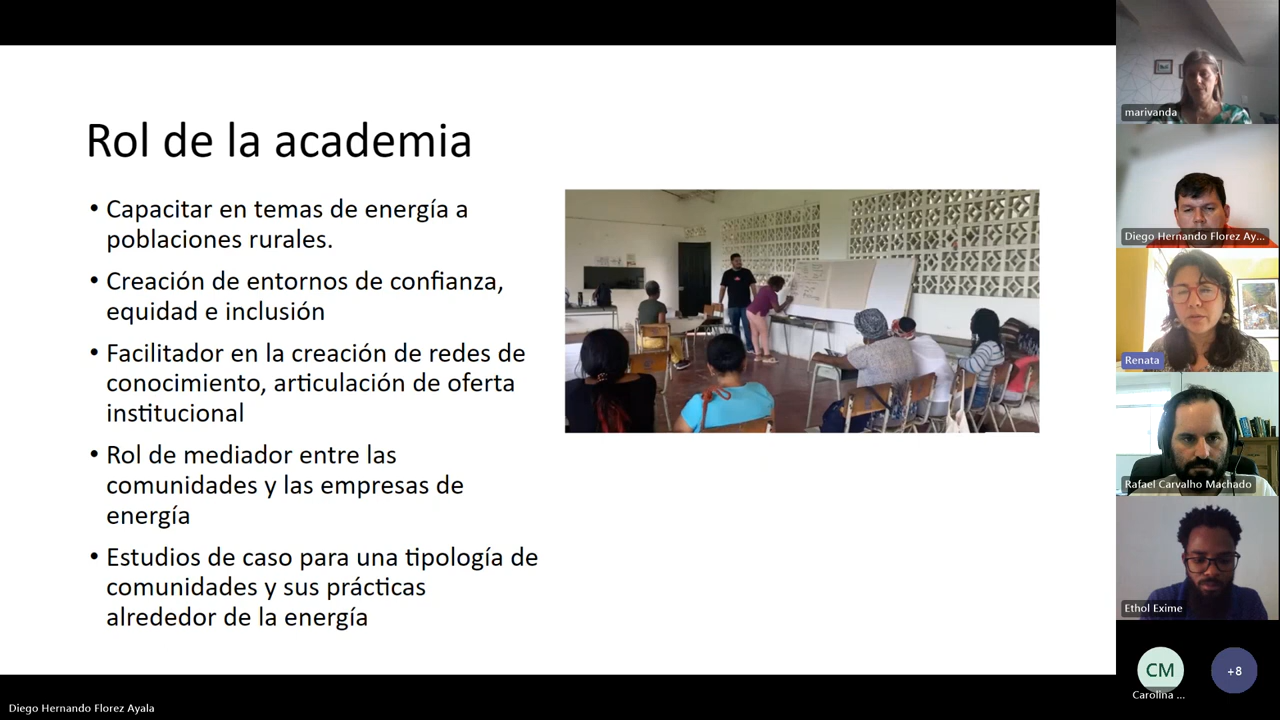 Rol de la academia
• Capacitar en temas de energía a
poblaciones rurales.
• Creación de entornos de confianza,
equidad e inclusión
• Facilitador en la creación de redes de
conocimiento, articulación de oferta
institucional
• Rol de mediador entre las
comunidades y las empresas de
energía
• Estudios de caso para una tipología de
comunidades y sus prácticas
alrededor de la energía
marivanda
Diego Hernando Florez Ay...
Renata
Rafael Carvalho Machado
Ethol Exime
CM
Carolina ...
+8
Diego Hernando Florez Ayala